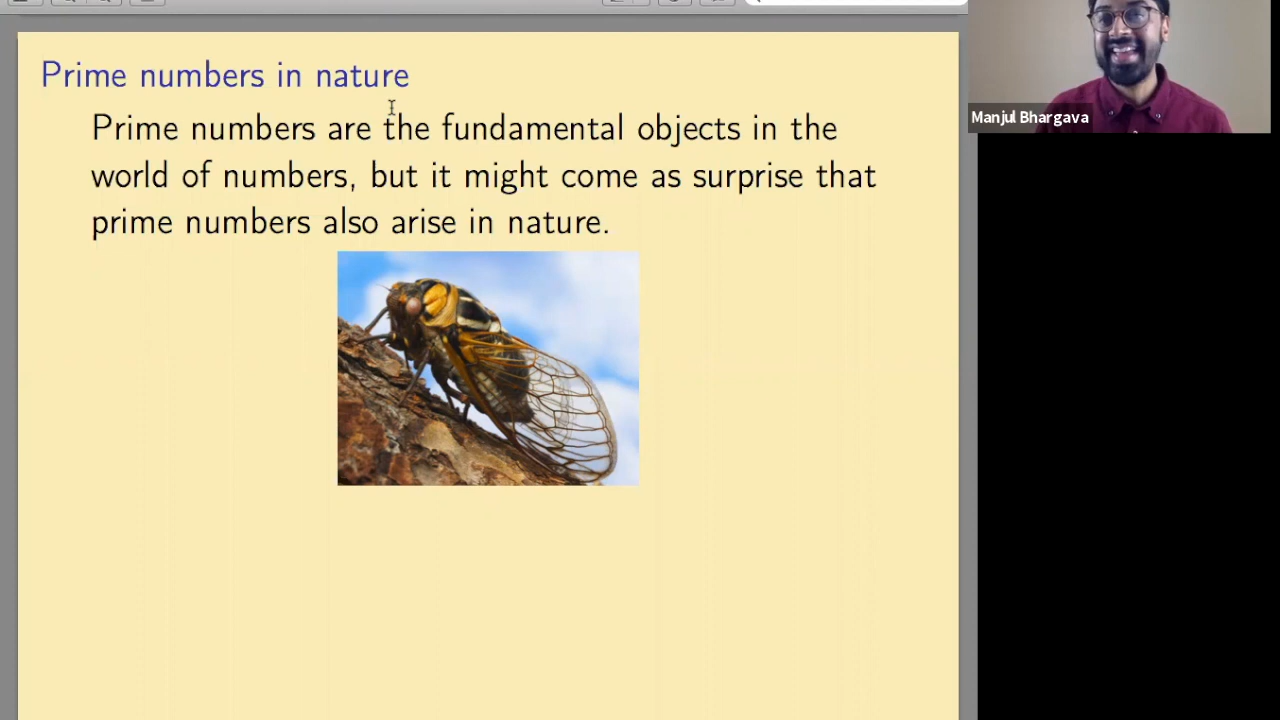 Prime numbers in nature
Prime numbers are the fundamental objects in the
world of numbers, but it might come as surprise that
prime numbers also arise in nature.
Manjul Bhargava